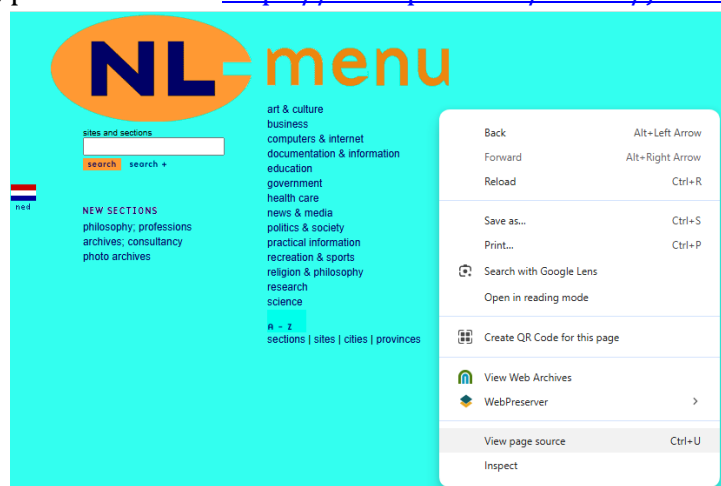 NL-menu
sites and sections
search search +
ned
NEW SECTIONS
philosophy; professions
archives; consultancy
photo archives
art & culture
business
computers & internet
documentation & information
education
government
health care
news & media
politics & society
practical information
recreation & sports
religion & philosophy
research
science
A - Z
sections | sites | cities | provinces
Back Alt+Left Arrow
Forward Alt+Right Arrow
Reload Ctrl+R
Save as... Ctrl+S
Print... Ctrl+P
Search with Google Lens
Open in reading mode
Create QR Code for this page
View Web Archives
WebPreserver
View page source Ctrl+U
Inspect